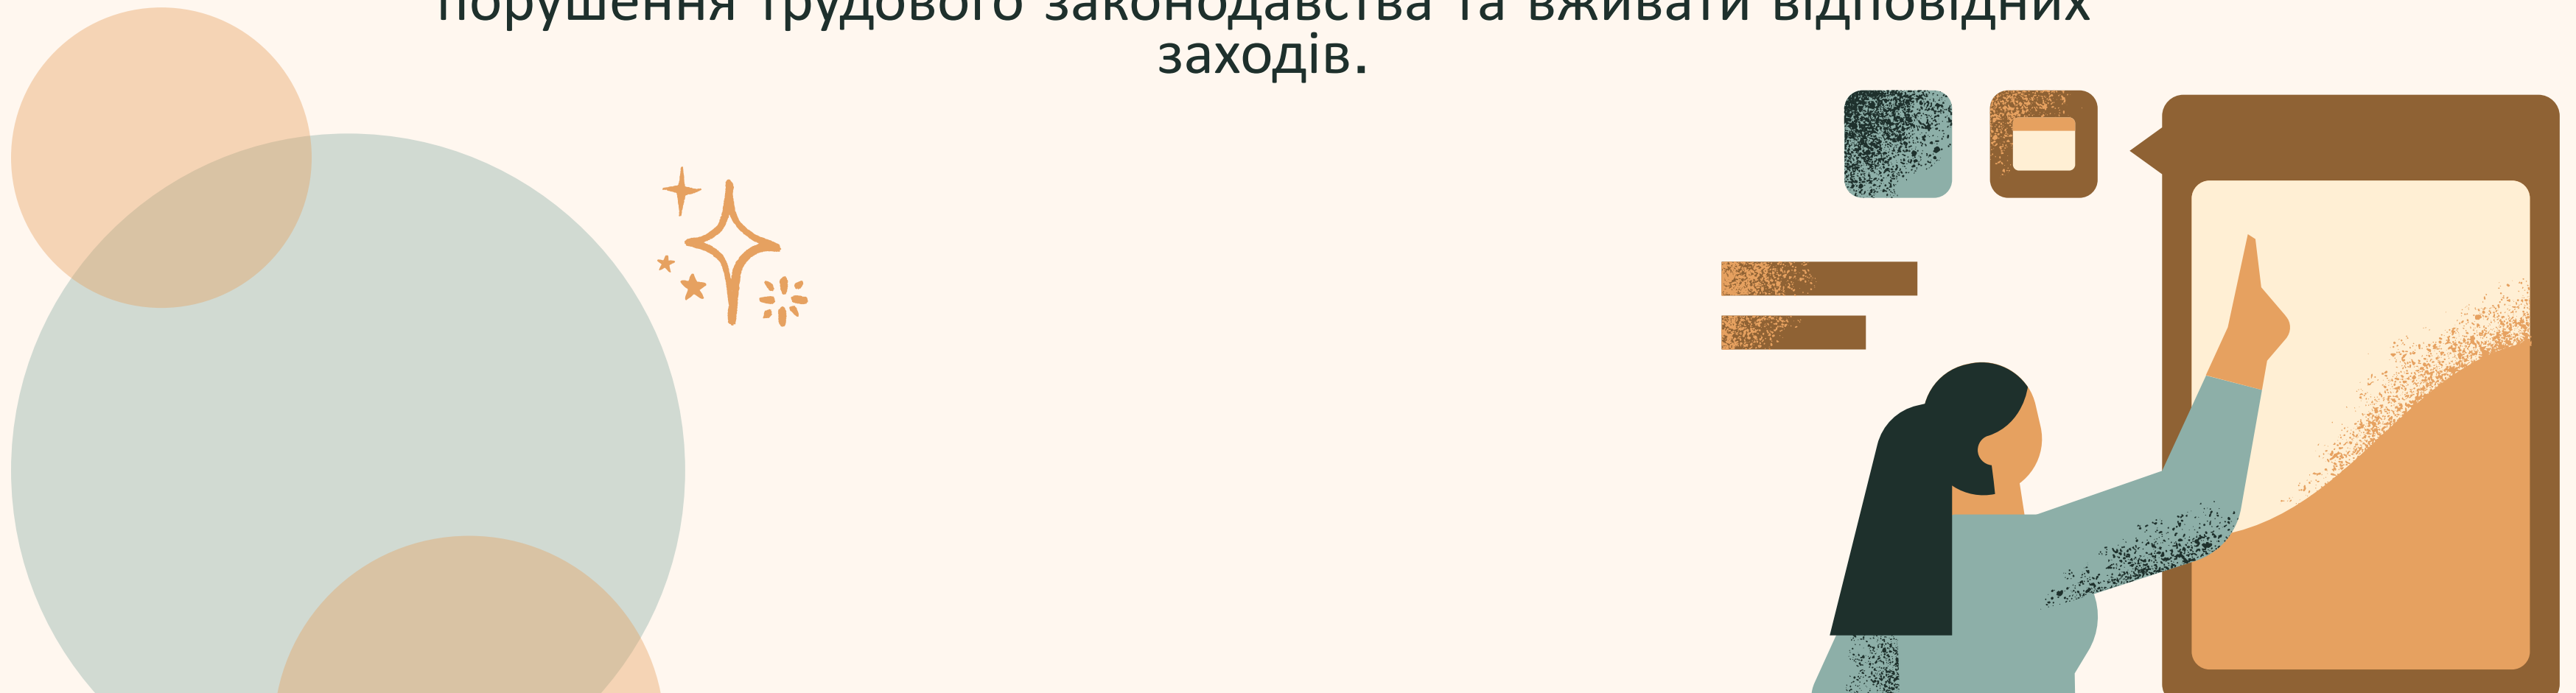 порушення трудового законодавства та вживати відповідних
заходів.